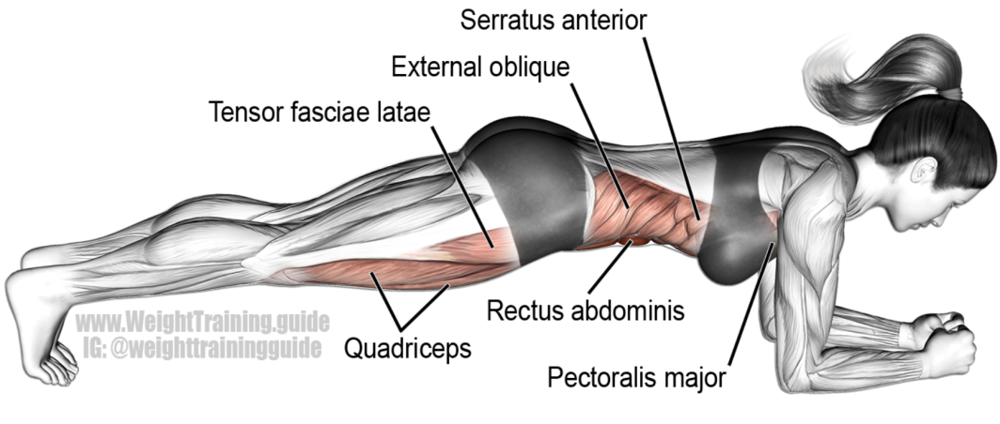 Serratus anterior
External oblique
Tensor fasciae latae
www.WeightTraining.guide
IG: @weighttrainingguide
Quadriceps
Rectus abdominis
Pectoralis major